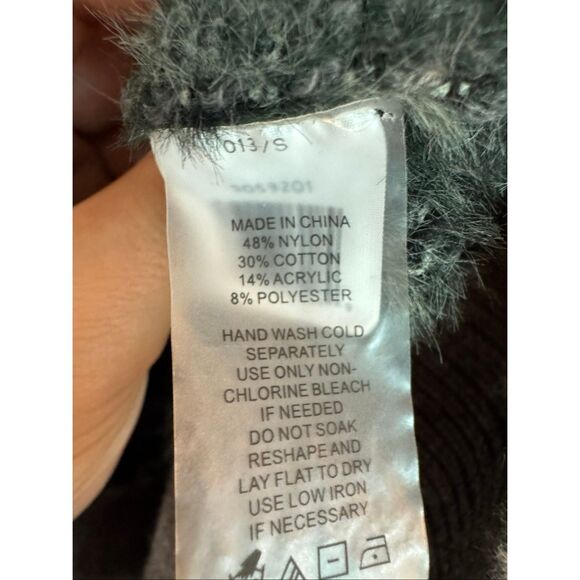 013/S
MADE IN CHINA
48% NYLON
30% COTTON
14% ACRYLIC
8% POLYESTER
HAND WASH COLD
SEPARATELY
USE ONLY NON-
CHLORINE BLEACH
IF NEEDED
DO NOT SOAK
RESHAPE AND
LAY FLAT TO DRY
USE LOW IRON
IF NECESSARY